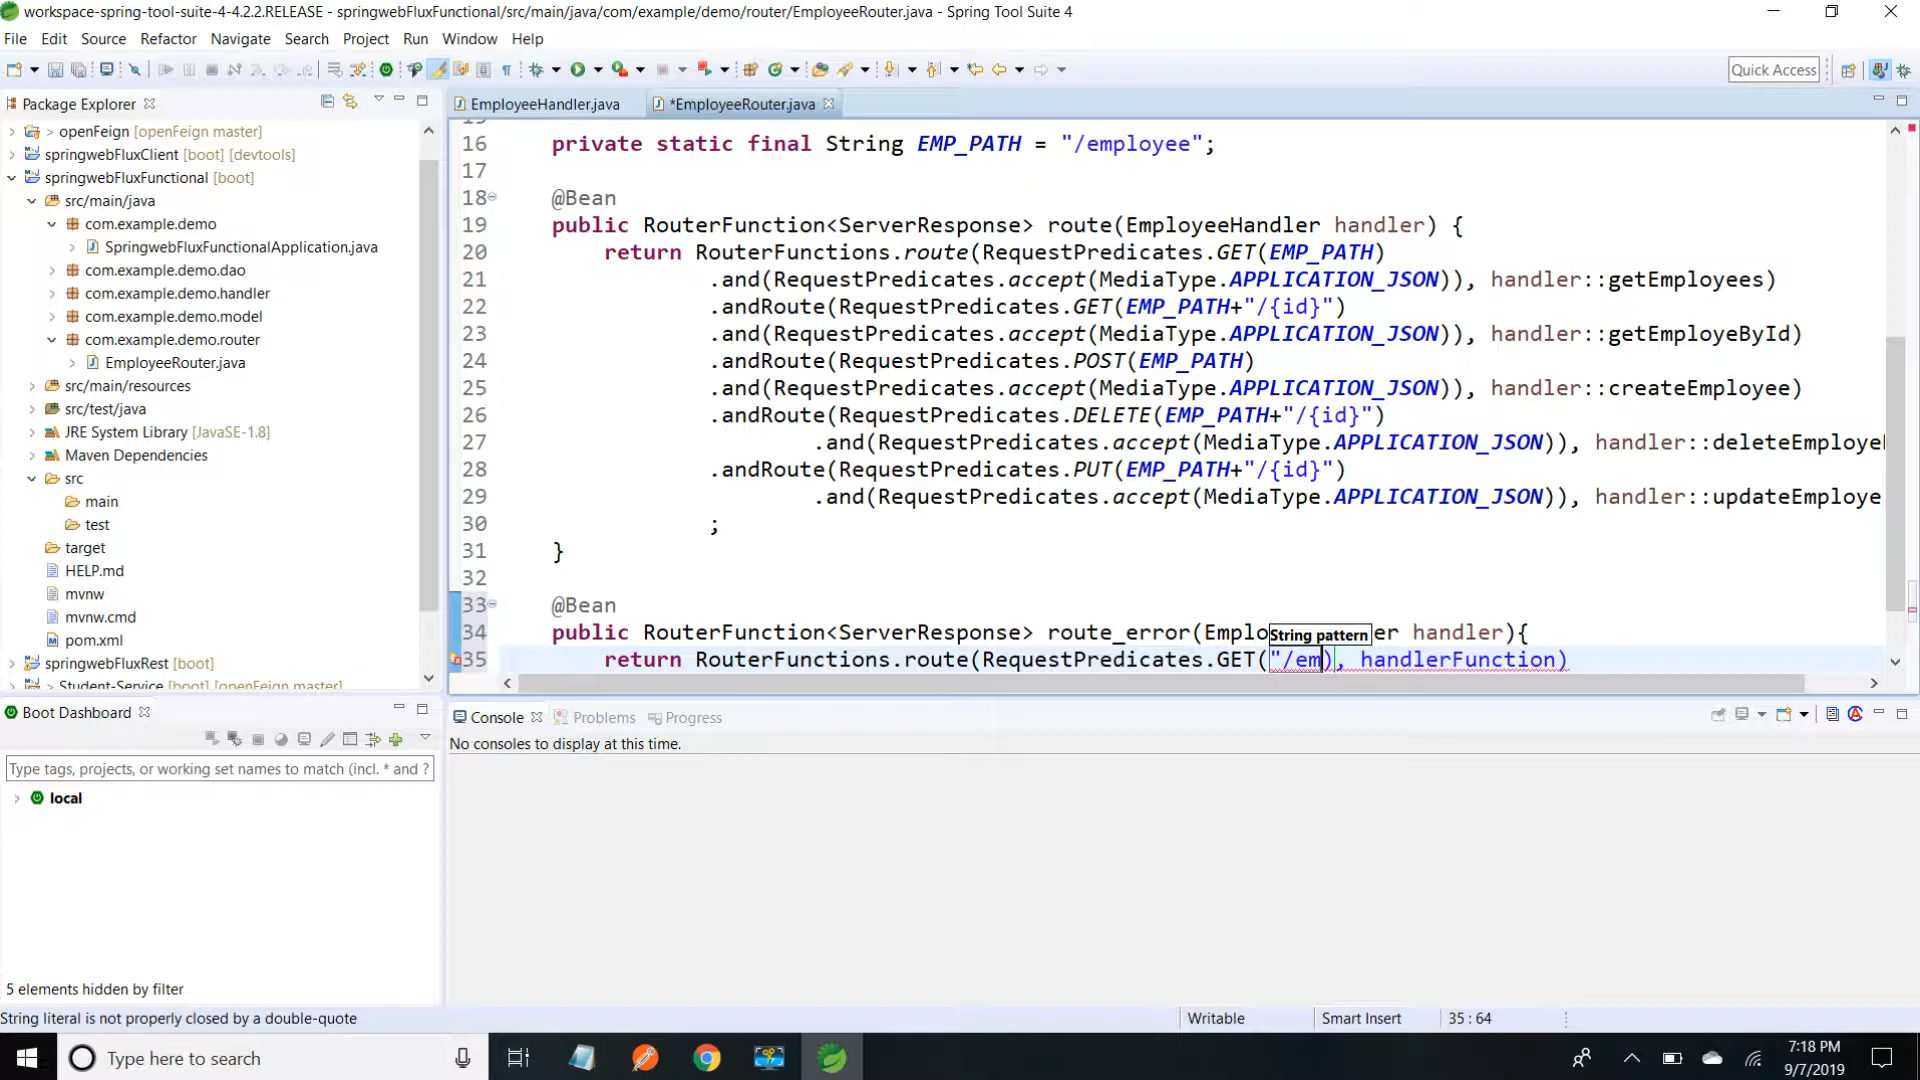 workspace-spring-tool-suite-4-4.2.2.RELEASE - springwebFluxFunctional/src/main/java/com/example/demo/router/EmployeeRouter.java - Spring Tool Suite 4
File Edit Source Refactor Navigate Search Project Run Window Help
Quick Access
Package Explorer
> openFeign [openFeign master]
springwebFluxClient [boot] [devtools]
springwebFluxFunctional [boot]
src/main/java
com.example.demo
SpringwebFluxFunctionalApplication.java
com.example.demo.dao
com.example.demo.handler
com.example.demo.model
com.example.demo.router
EmployeeRouter.java
src/main/resources
src/test/java
JRE System Library [JavaSE-1.8]
Maven Dependencies
src
main
test
target
HELP.md
mvnw
mvnw.cmd
pom.xml
springwebFluxRest [boot]
> Student-Service [openFeign master]
EmployeeHandler.java *EmployeeRouter.java
16 private static final String EMP_PATH = "/employee";
17
18 @Bean
19 public RouterFunction<ServerResponse> route(EmployeeHandler handler) {
20 return RouterFunctions.route(RequestPredicates.GET(EMP_PATH)
21 .and(RequestPredicates.accept(MediaType.APPLICATION_JSON)), handler::getEmployees)
22 .andRoute(RequestPredicates.GET(EMP_PATH+"/{id}")
23 .and(RequestPredicates.accept(MediaType.APPLICATION_JSON)), handler::getEmployeById)
24 .andRoute(RequestPredicates.POST(EMP_PATH)
25 .and(RequestPredicates.accept(MediaType.APPLICATION_JSON)), handler::createEmployee)
26 .andRoute(RequestPredicates.DELETE(EMP_PATH+"/{id}")
27 .and(RequestPredicates.accept(MediaType.APPLICATION_JSON)), handler::deleteEmploye
28 .andRoute(RequestPredicates.PUT(EMP_PATH+"/{id}")
29 .and(RequestPredicates.accept(MediaType.APPLICATION_JSON)), handler::updateEmploye
30 ;
31 }
32
33 @Bean
34 public RouterFunction<ServerResponse> route_error(Emplo String pattern er handler){
35 return RouterFunctions.route(RequestPredicates.GET("/em), handlerFunction)
Boot Dashboard
Type tags, projects, or working set names to match (incl. * and ?
local
5 elements hidden by filter
Console Problems Progress
No consoles to display at this time.
String literal is not properly closed by a double-quote
Writable Smart Insert 35 : 64
Type here to search
7:18 PM
9/7/2019